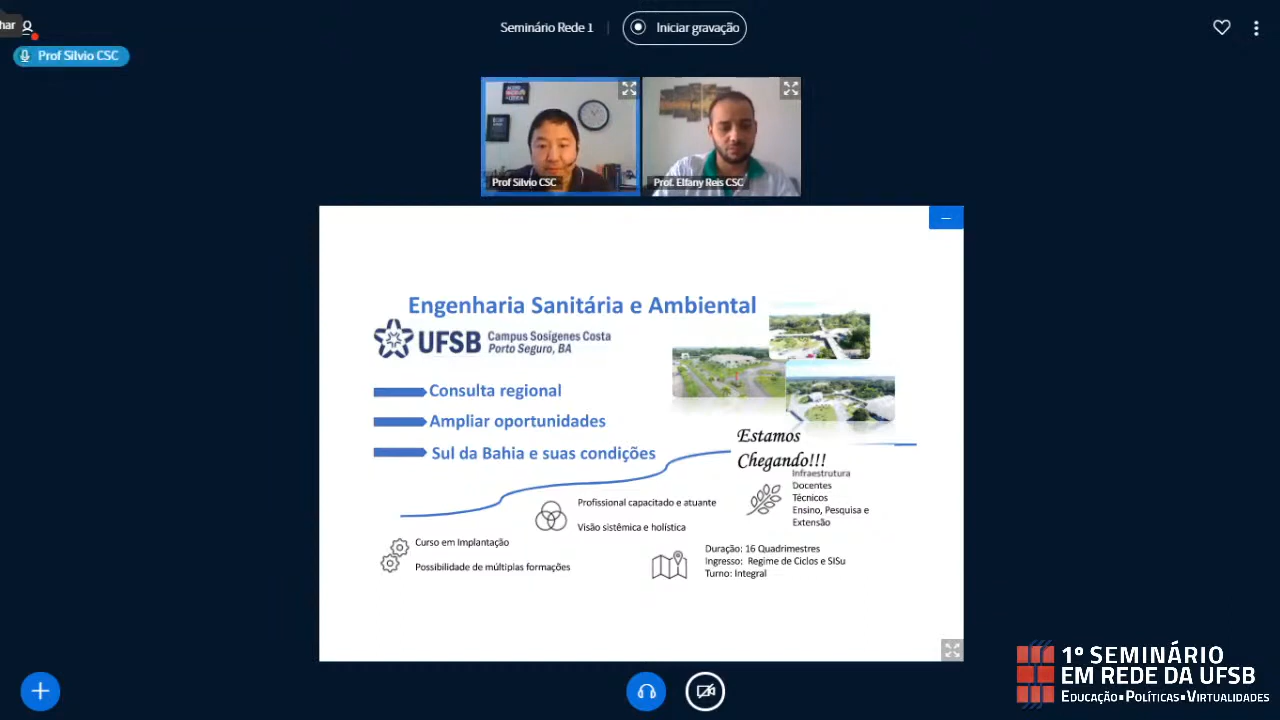 har
Prof Silvio CSC
Seminário Rede 1
Iniciar gravação
Prof Silvio CSC
Prof. Elfany Reis CSC
Engenharia Sanitária e Ambiental
UFSB
Campus Sosígenes Costa
Porto Seguro, BA
Consulta regional
Ampliar oportunidades
Sul da Bahia e suas condições
Estamos
Chegando!!!
Infraestrutura
Docentes
Técnicos
Ensino, Pesquisa e
Extensão
Profissional capacitado e atuante
Visão sistêmica e holística
Curso em Implantação
Possibilidade de múltiplas formações
Duração: 16 Quadrimestres
Ingresso: Regime de Ciclos e SISu
Turno: Integral
1º SEMINÁRIO
EM REDE DA UFSB
EDUCAÇÃO▪POLÍTICAS▪VIRTUALIDADES